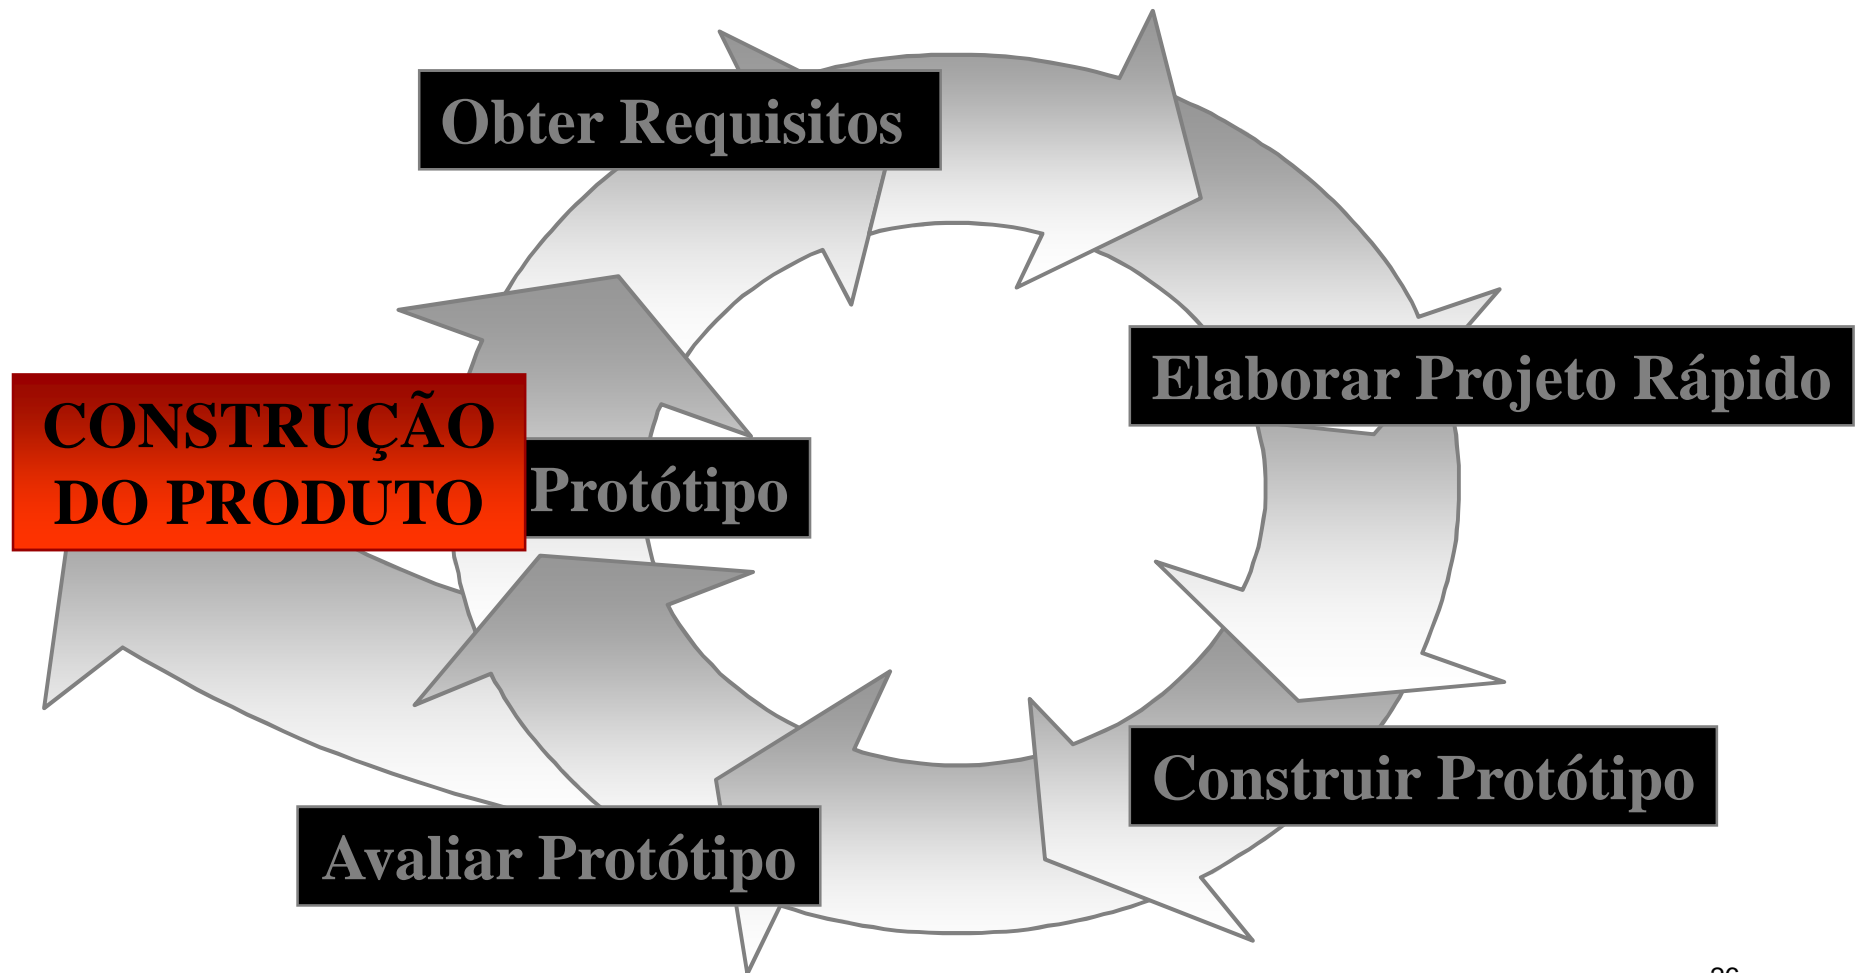 Obter Requisitos
Elaborar Projeto Rápido
CONSTRUÇÃO
DO PRODUTO
Protótipo
Construir Protótipo
Avaliar Protótipo